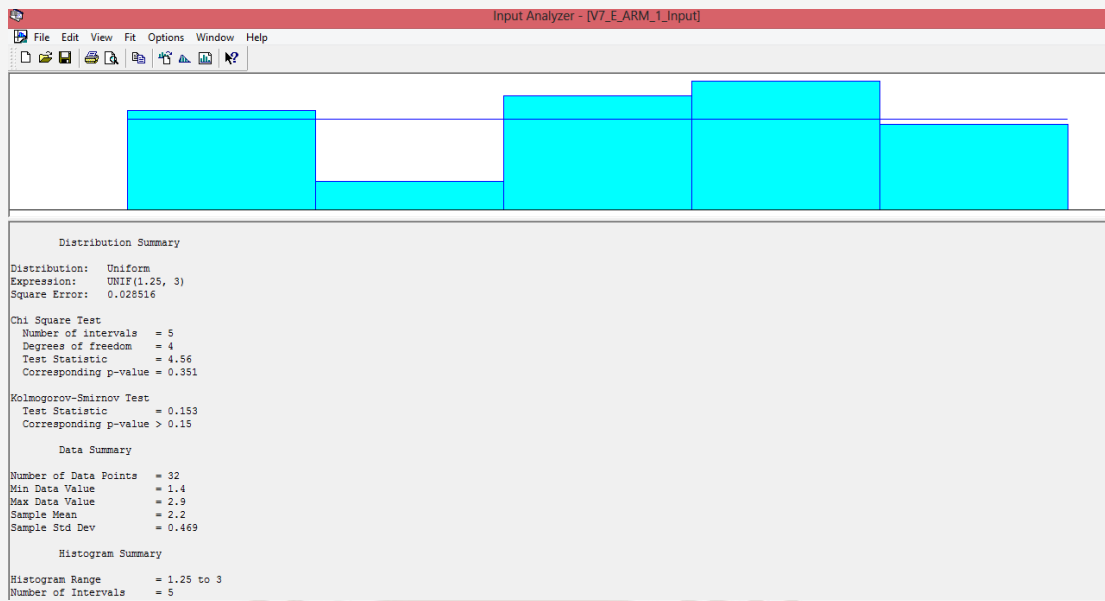 Input Analyzer - [V7_E_ARM_1_Input]
File Edit View Fit Options Window Help
Distribution Summary
Distribution: Uniform
Expression: UNIF(1.25, 3)
Square Error: 0.028516
Chi Square Test
Number of intervals = 5
Degrees of freedom = 4
Test Statistic = 4.56
Corresponding p-value = 0.351
Kolmogorov-Smirnov Test
Test Statistic = 0.153
Corresponding p-value > 0.15
Data Summary
Number of Data Points = 32
Min Data Value = 1.4
Max Data Value = 2.9
Sample Mean = 2.2
Sample Std Dev = 0.469
Histogram Summary
Histogram Range = 1.25 to 3
Number of Intervals = 5